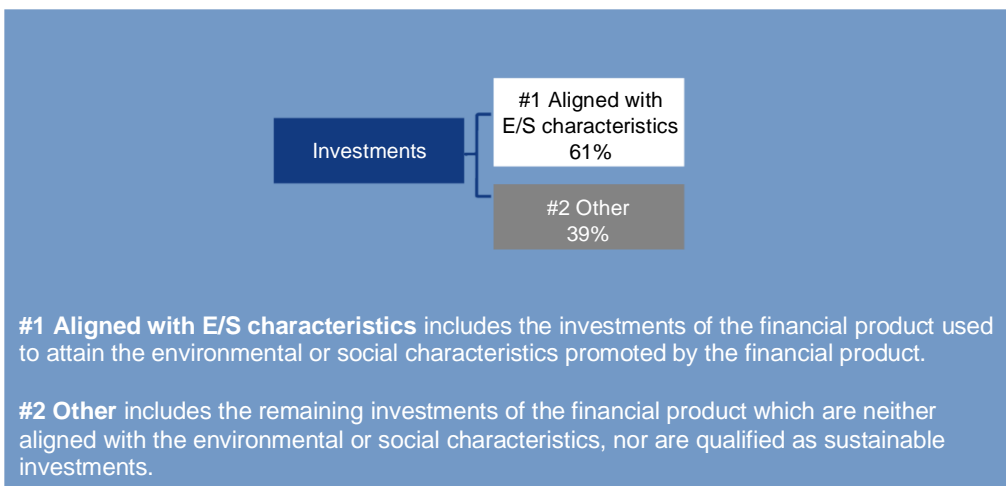 #1 Aligned with
E/S characteristics
61%
Investments
#2 Other
39%
#1 Aligned with E/S characteristics includes the investments of the financial product used
to attain the environmental or social characteristics promoted by the financial product.
#2 Other includes the remaining investments of the financial product which are neither
aligned with the environmental or social characteristics, nor are qualified as sustainable
investments.